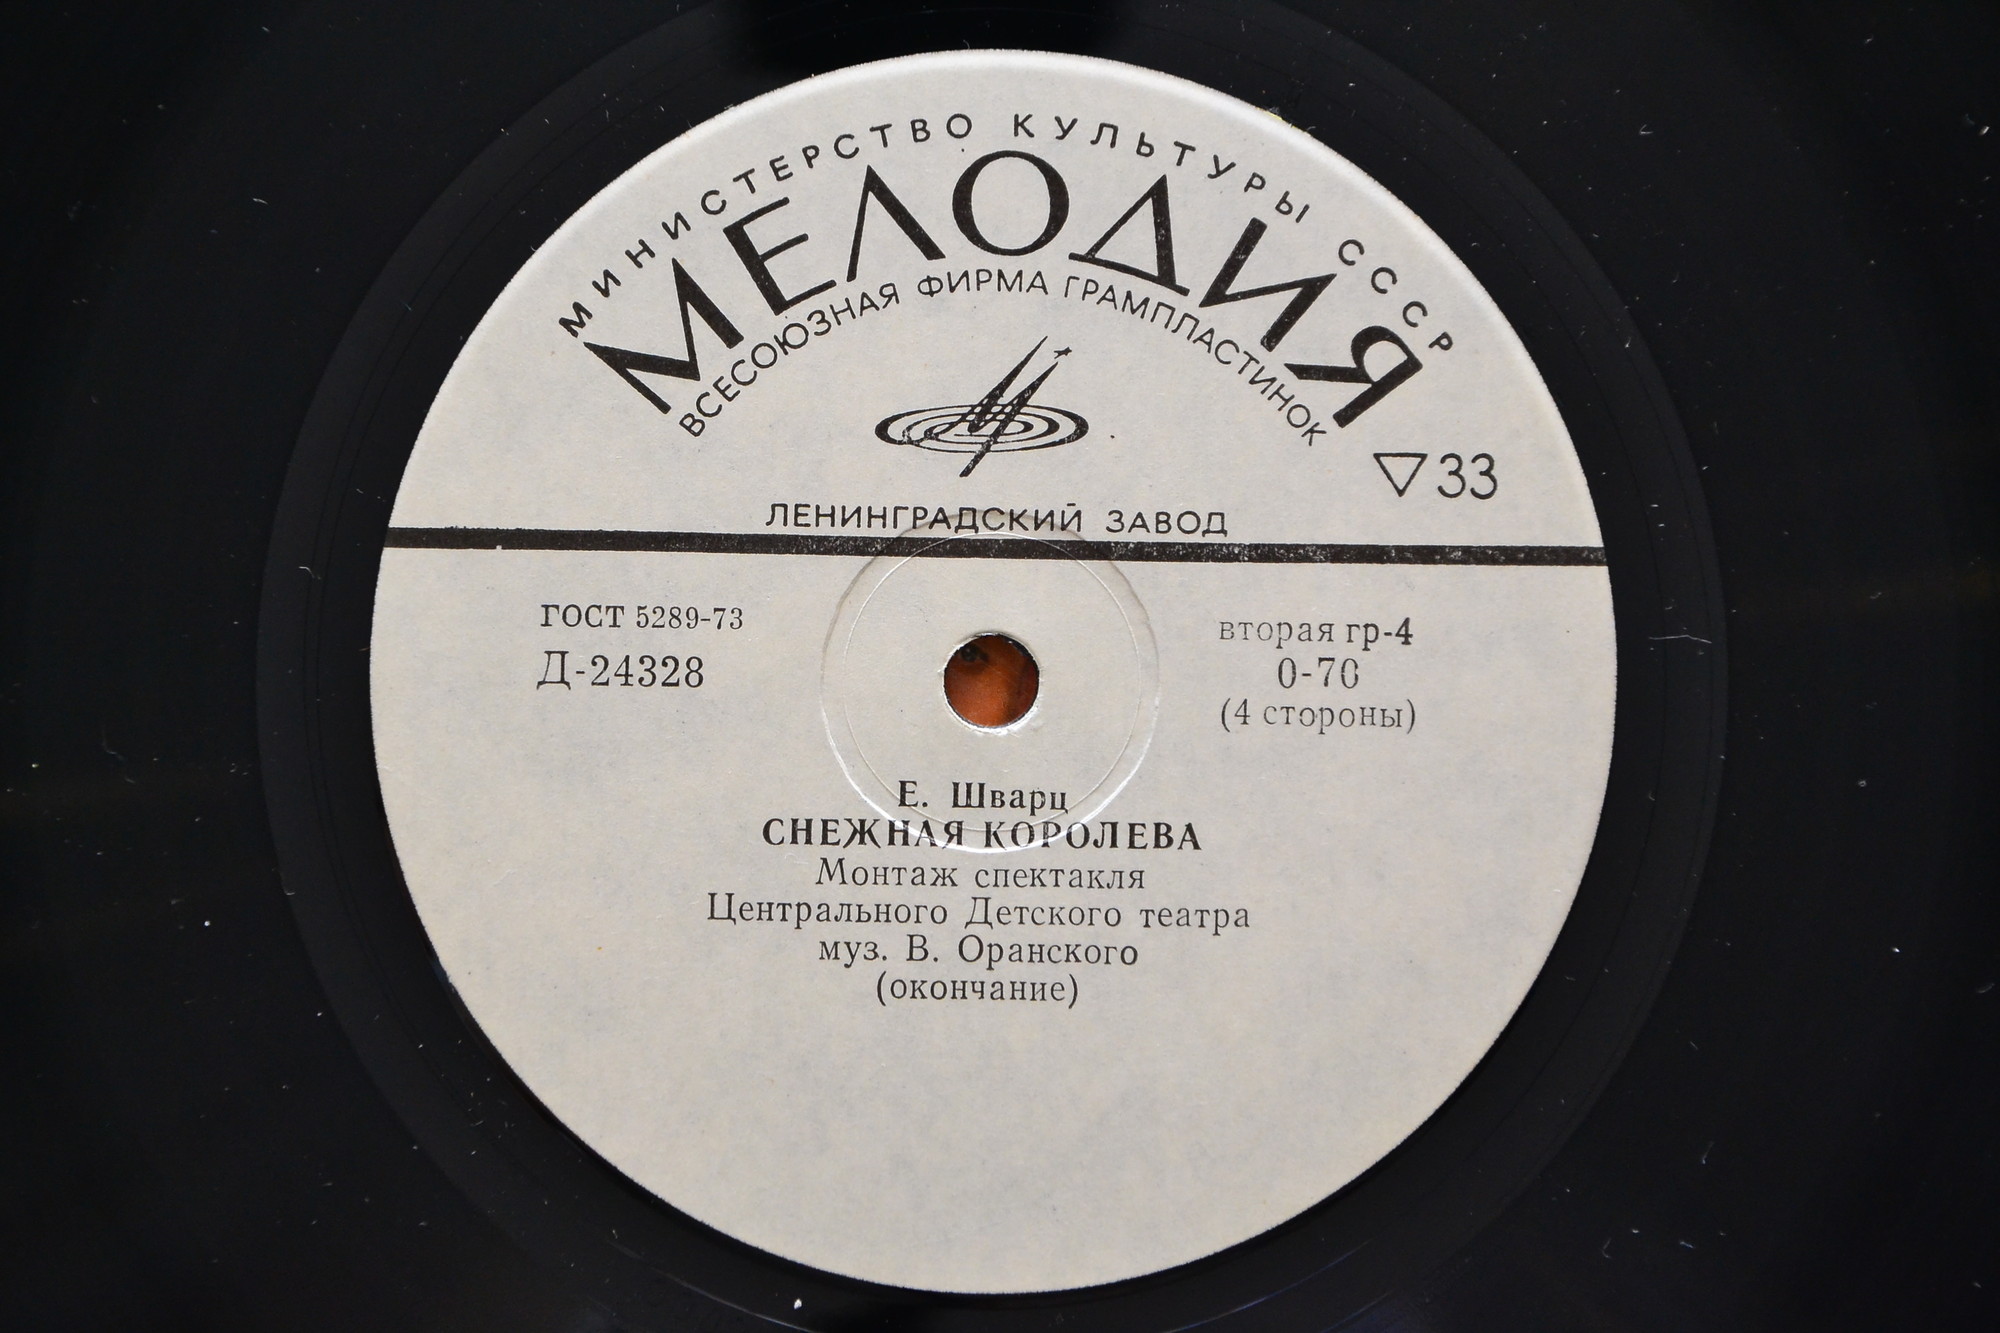 МИНИСТЕРСТВО КУЛЬТУРЫ СССР
МЕЛОДИЯ
ВСЕСОЮЗНАЯ ФИРМА ГРАМПЛАСТИНОК
33
ЛЕНИНГРАДСКИЙ ЗАВОД
ГОСТ 5289-73
Д-24328
вторая гр-4
0-70
(4 стороны)
Е. Шварц
СНЕЖНАЯ КОРОЛЕВА
Монтаж спектакля
Центрального Детского театра
муз. В. Оранского
(окончание)